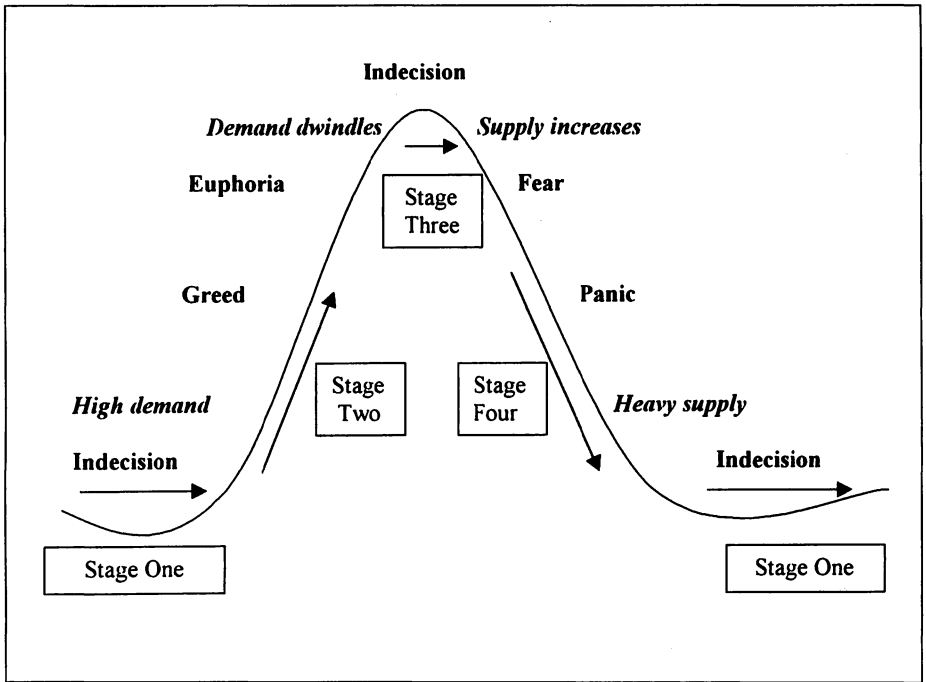 Indecision
Demand dwindles
Supply increases
Euphoria
Stage
Three
Fear
Greed
Panic
High demand
Stage
Two
Stage
Four
Heavy supply
Indecision
Indecision
Stage One
Stage One